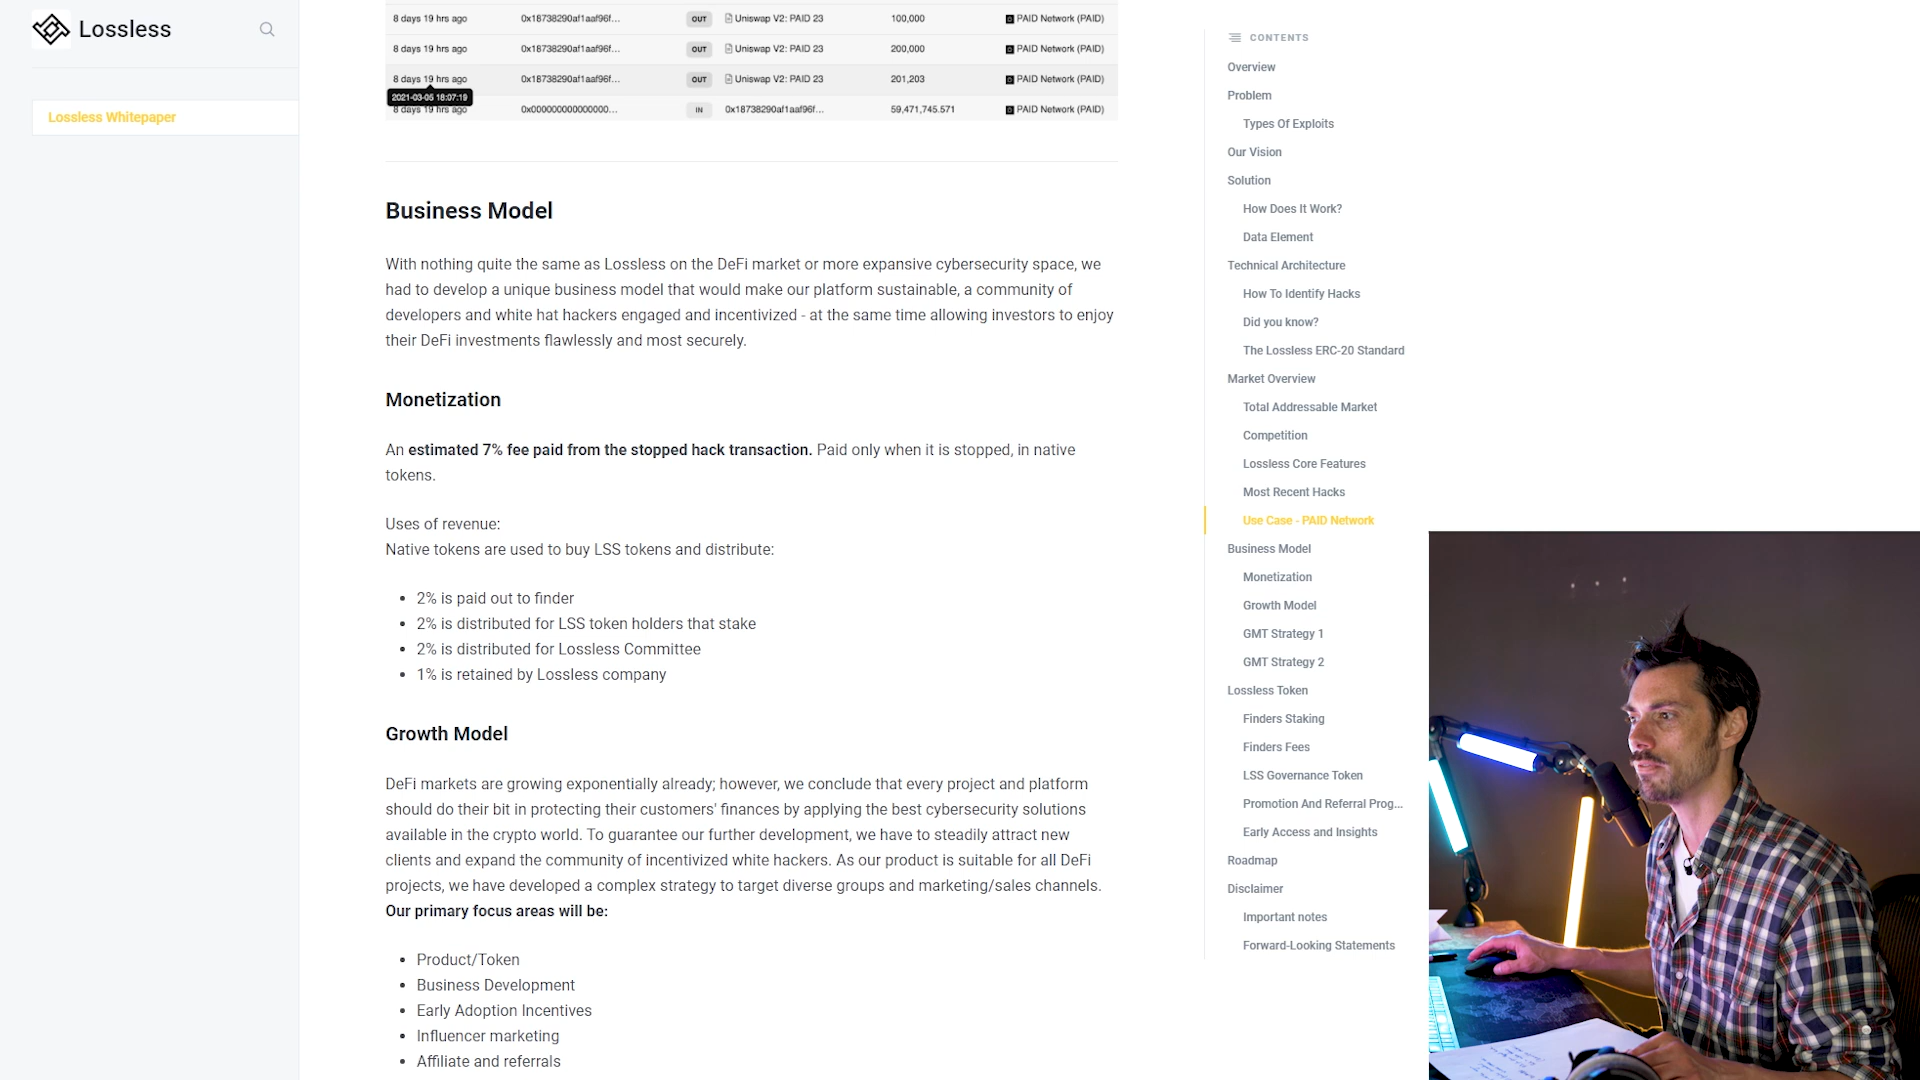 Lossless
Lossless Whitepaper
8 days 19 hrs ago 0x18738290af1aaf96f... OUT Uniswap V2: PAID 23 100,000 PAID Network (PAID)
8 days 19 hrs ago 0x18738290af1aaf96f... OUT Uniswap V2: PAID 23 200,000 PAID Network (PAID)
8 days 19 hrs ago 0x18738290af1aaf96f... OUT Uniswap V2: PAID 23 201,203 PAID Network (PAID)
2021-03-05 18:07:19
8 days 19 hrs ago 0x000000000000000... IN 0x18738290af1aaf96f... 59,471,745.571 PAID Network (PAID)
Business Model
With nothing quite the same as Lossless on the DeFi market or more expansive cybersecurity space, we
had to develop a unique business model that would make our platform sustainable, a community of
developers and white hat hackers engaged and incentivized - at the same time allowing investors to enjoy
their DeFi investments flawlessly and most securely.
Monetization
An estimated 7% fee paid from the stopped hack transaction. Paid only when it is stopped, in native
tokens.
Uses of revenue:
Native tokens are used to buy LSS tokens and distribute:
• 2% is paid out to finder
• 2% is distributed for LSS token holders that stake
• 2% is distributed for Lossless Committee
• 1% is retained by Lossless company
Growth Model
DeFi markets are growing exponentially already; however, we conclude that every project and platform
should do their bit in protecting their customers' finances by applying the best cybersecurity solutions
available in the crypto world. To guarantee our further development, we have to steadily attract new
clients and expand the community of incentivized white hackers. As our product is suitable for all DeFi
projects, we have developed a complex strategy to target diverse groups and marketing/sales channels.
Our primary focus areas will be:
• Product/Token
• Business Development
• Early Adoption Incentives
• Influencer marketing
• Affiliate and referrals
CONTENTS
Overview
Problem
Types Of Exploits
Our Vision
Solution
How Does It Work?
Data Element
Technical Architecture
How To Identify Hacks
Did you know?
The Lossless ERC-20 Standard
Market Overview
Total Addressable Market
Competition
Lossless Core Features
Most Recent Hacks
Use Case - PAID Network
Business Model
Monetization
Growth Model
GMT Strategy 1
GMT Strategy 2
Lossless Token
Finders Staking
Finders Fees
LSS Governance Token
Promotion And Referral Prog...
Early Access and Insights
Roadmap
Disclaimer
Important notes
Forward-Looking Statements